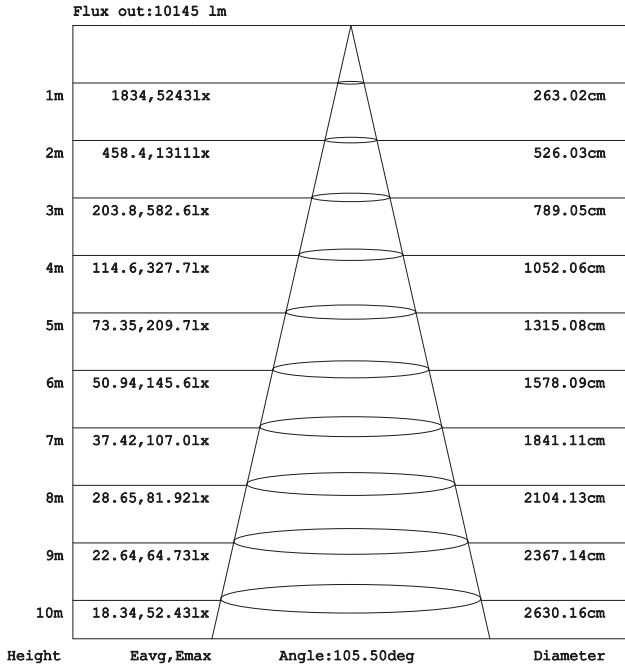 Flux out:10145 lm
1m 1834,5243lx 263.02cm
2m 458.4,1311lx 526.03cm
3m 203.8,582.6lx 789.05cm
4m 114.6,327.7lx 1052.06cm
5m 73.35,209.7lx 1315.08cm
6m 50.94,145.6lx 1578.09cm
7m 37.42,107.0lx 1841.11cm
8m 28.65,81.92lx 2104.13cm
9m 22.64,64.73lx 2367.14cm
10m 18.34,52.43lx 2630.16cm
Height Eavg,Emax Angle:105.50deg Diameter